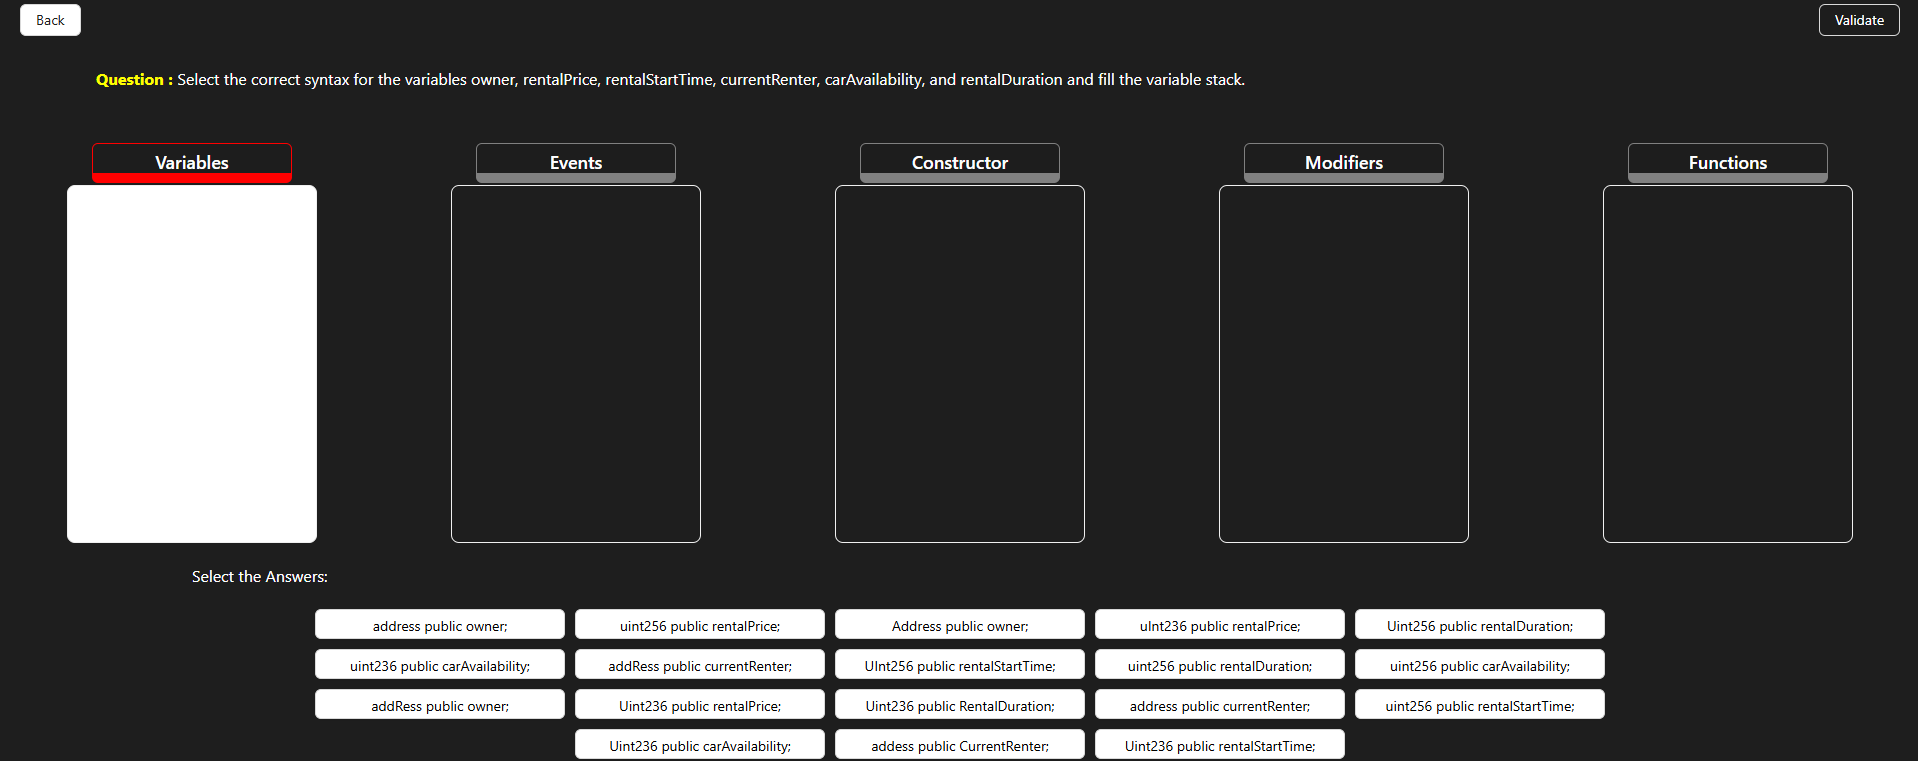 Back
Validate
Question : Select the correct syntax for the variables owner, rentalPrice, rentalStartTime, currentRenter, carAvailability, and rentalDuration and fill the variable stack.
Variables
Events
Constructor
Modifiers
Functions
Select the Answers:
address public owner;
uint256 public rentalPrice;
Address public owner;
uInt236 public rentalPrice;
Uint256 public rentalDuration;
uint236 public carAvailability;
addRess public currentRenter;
UInt256 public rentalStartTime;
uint256 public rentalDuration;
uint256 public carAvailability;
addRess public owner;
Uint236 public rentalPrice;
Uint236 public RentalDuration;
address public currentRenter;
uint256 public rentalStartTime;
Uint236 public carAvailability;
addess public CurrentRenter;
Uint236 public rentalStartTime;